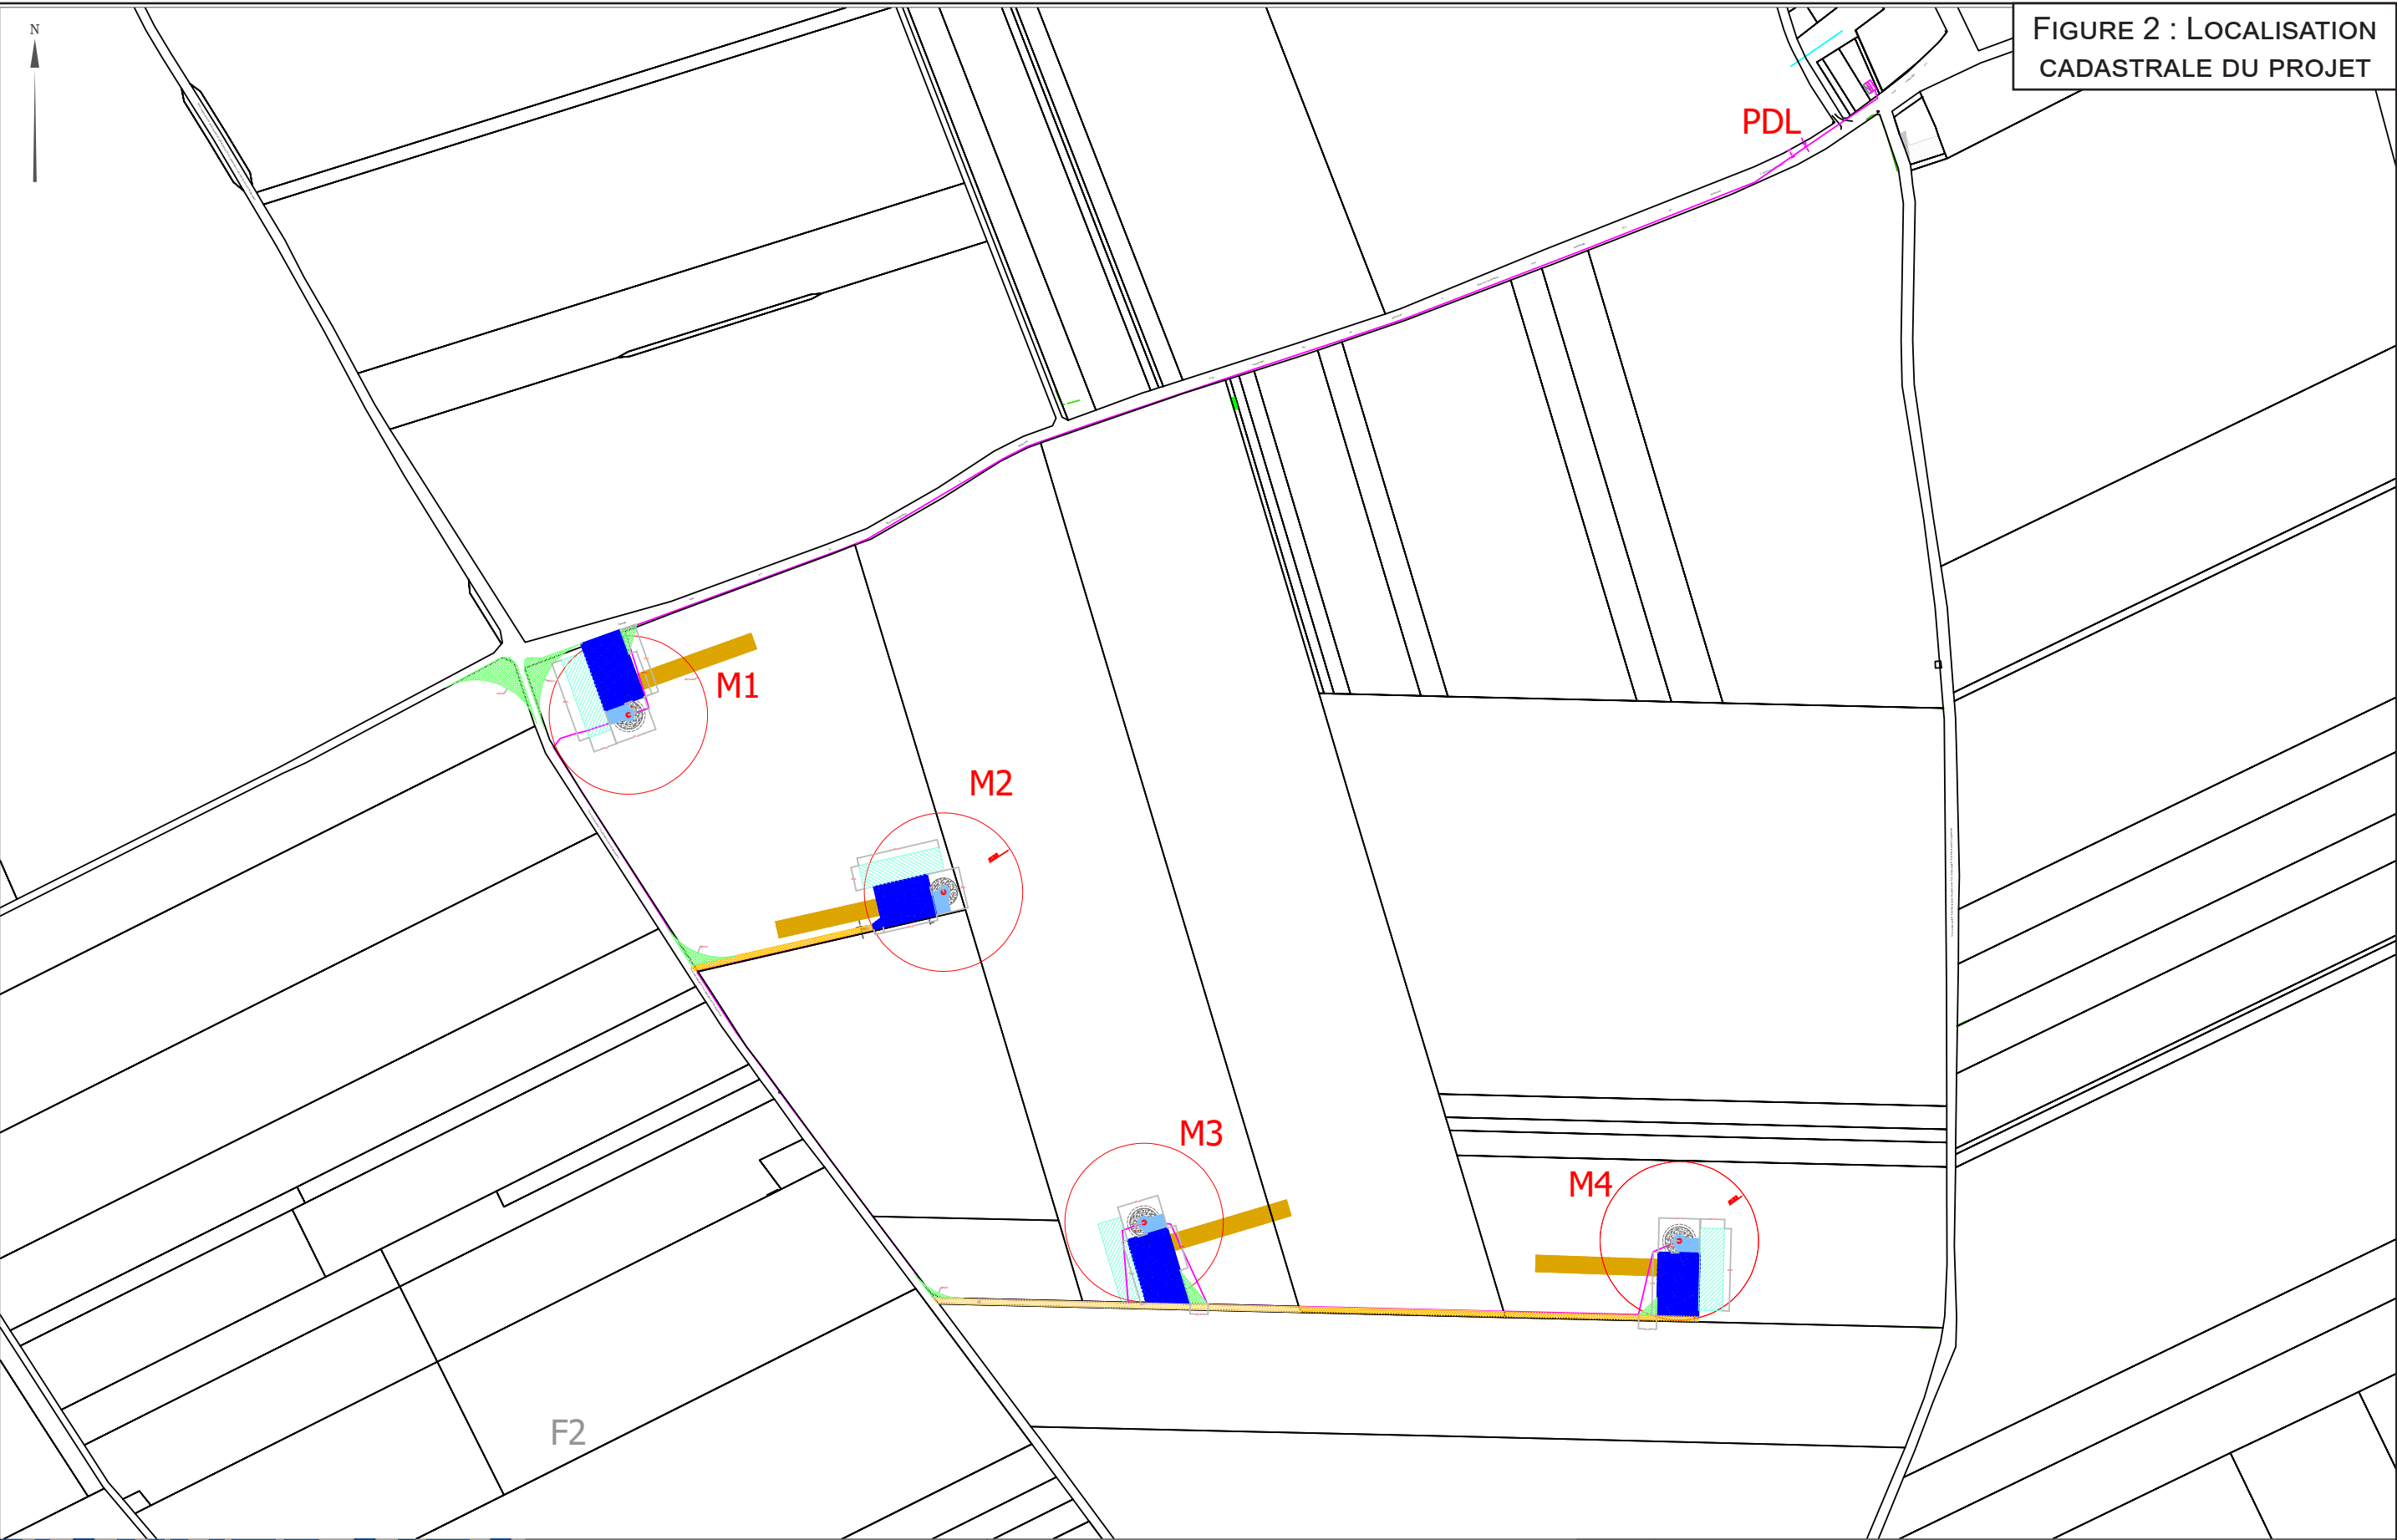 N
FIGURE 2 : LOCALISATION
CADASTRALE DU PROJET
PDL
M1
M2
M3
M4
F2